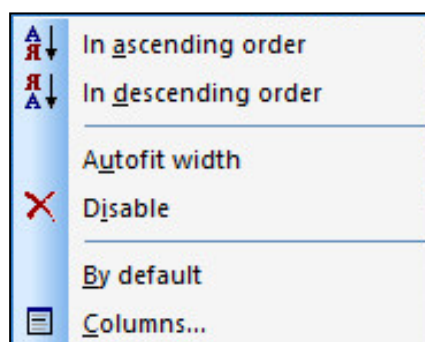 In ascending order
In descending order
Autofit width
Disable
By default
Columns...